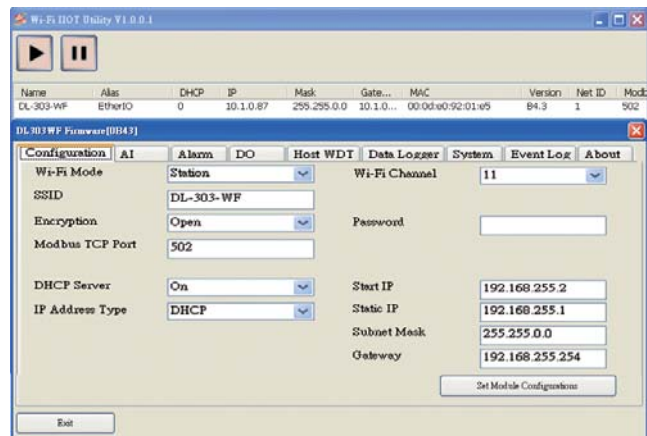 Wi-Fi IIOT Utility V1.0.0.1
Name Alias DHCP IP Mask Gate... MAC Version Net ID Modb
DL-303-WF EtherIO 0 10.1.0.87 255.255.0.0 10.1.0... 00:0d:e0:92:01:e5 B4.3 1 502
DL303WF Firmware[0B43]
Configuration AI Alarm DO Host WDT Data Logger System Event Log About
Wi-Fi Mode Station Wi-Fi Channel 11
SSID DL-303-WF
Encryption Open Password
Modbus TCP Port 502
DHCP Server On Start IP 192.168.255.2
IP Address Type DHCP Static IP 192.168.255.1
Subnet Mask 255.255.0.0
Gateway 192.168.255.254
Set Module Configurations
Exit